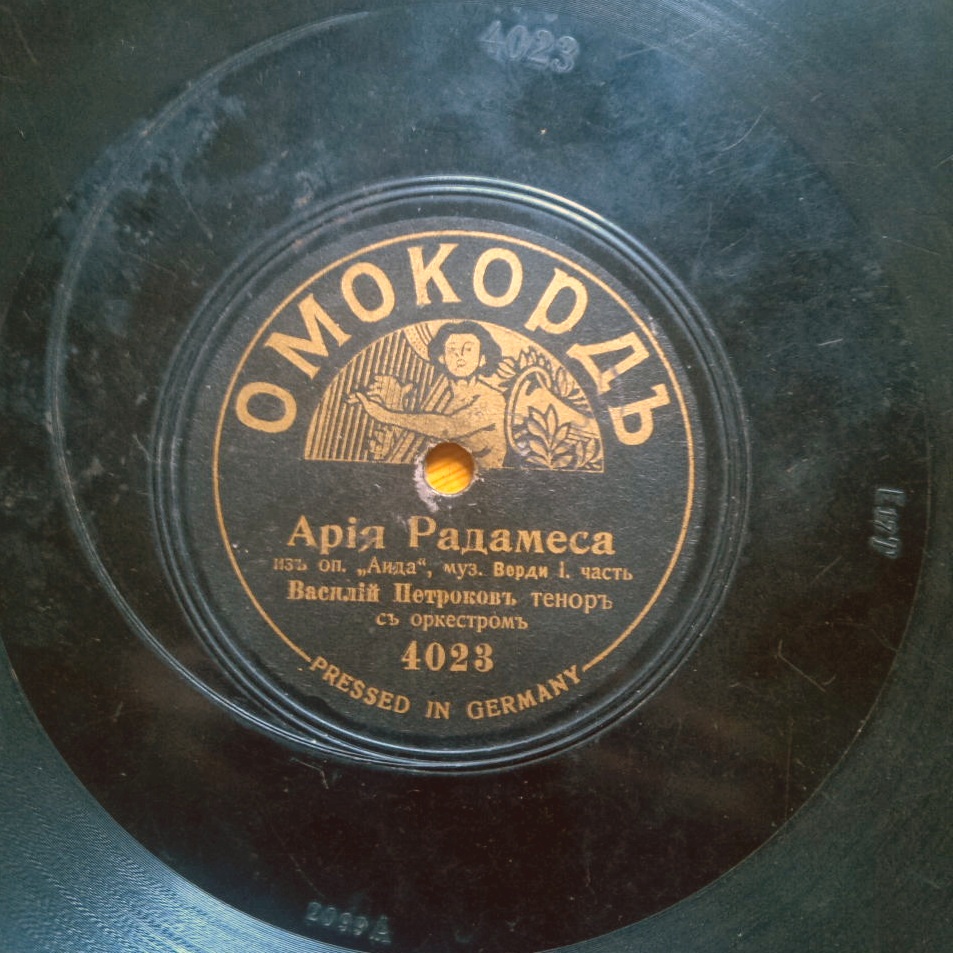 4023
ОМОКОРДЪ
Арія Радамеса
изъ оп. „Аида“, муз. Верди I. часть
Василій Петроковъ теноръ
съ оркестромъ
4023
PRESSED IN GERMANY